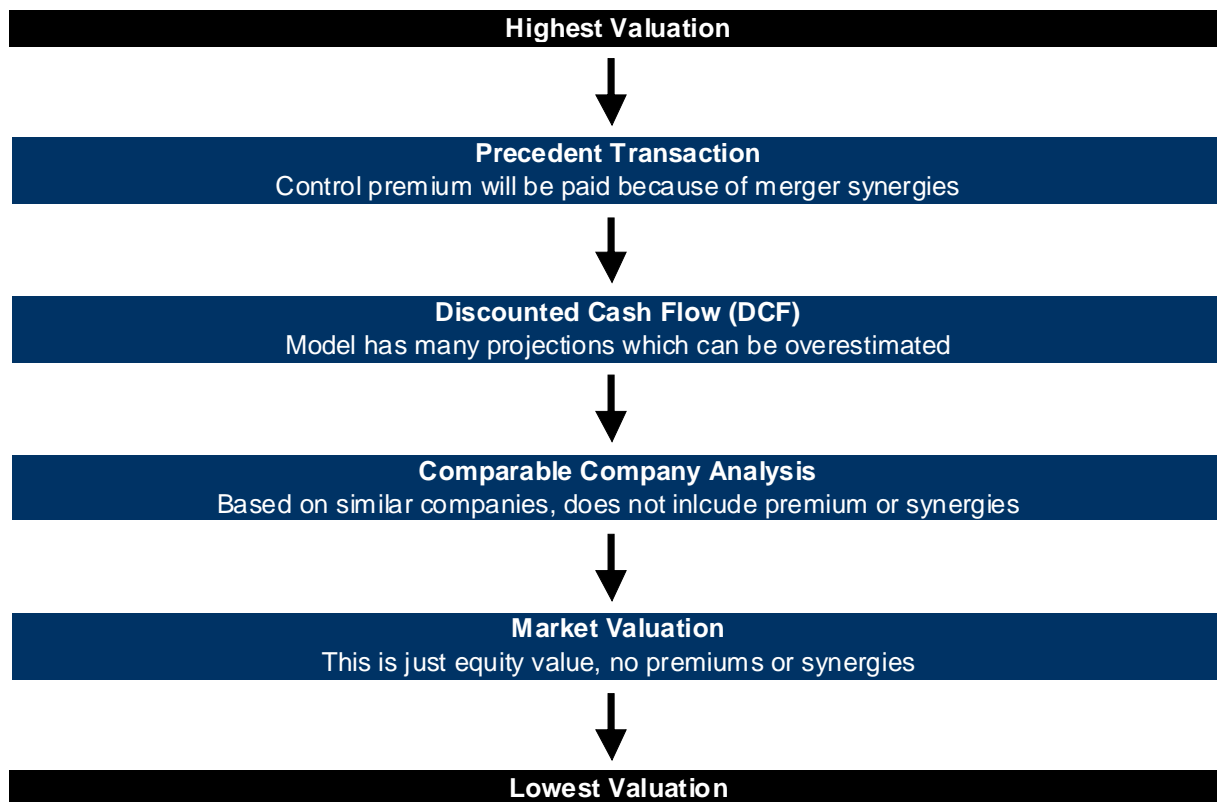 Highest Valuation
Precedent Transaction
Control premium will be paid because of merger synergies
Discounted Cash Flow (DCF)
Model has many projections which can be overestimated
Comparable Company Analysis
Based on similar companies, does not inlcude premium or synergies
Market Valuation
This is just equity value, no premiums or synergies
Lowest Valuation